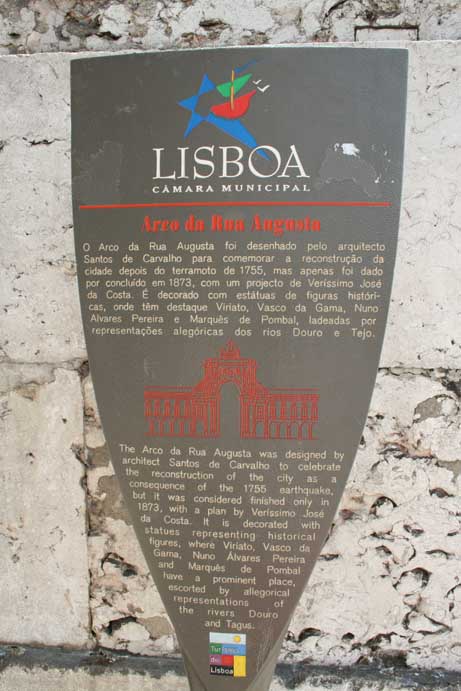 LISBOA
CÂMARA MUNICIPAL
Arco da Rua Augusta
O Arco da Rua Augusta foi desenhado pelo arquitecto
Santos de Carvalho para comemorar a reconstrução da
cidade depois do terramoto de 1755, mas apenas foi dado
por concluído em 1873, com um projecto de Veríssimo José
da Costa. É decorado com estátuas de figuras históri-
cas, onde têm destaque Viriato, Vasco da Gama, Nuno
Álvares Pereira e Marquês de Pombal, ladeadas por
representações alegóricas dos rios Douro e Tejo.
The Arco da Rua Augusta was designed by
architect Santos de Carvalho to celebrate
the reconstruction of the city as a
consequence of the 1755 earthquake,
but it was considered finished only in
1873, with a plan by Veríssimo José
da Costa. It is decorated with
statues representing historical
figures, where Viriato, Vasco da
Gama, Nuno Álvares Pereira
and Marquês de Pombal
have a prominent place,
escorted by allegorical
representations of
the rivers Douro
and Tagus.
Turismo
de
Lisboa